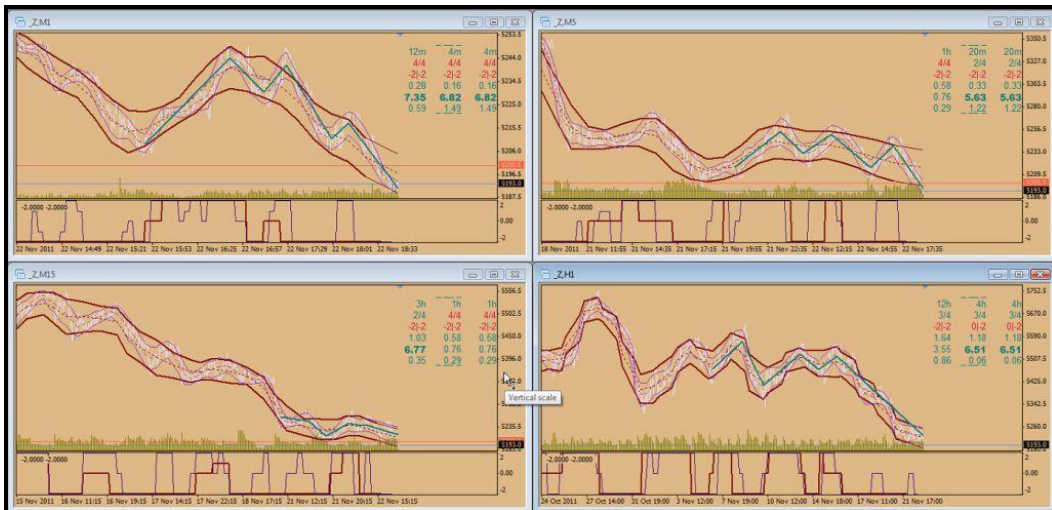 _Z,M1
5253.5
12m 4m 4m
5244.0
4/4 4/4 4/4
-2|-2 -2|-2 -2|-2
5234.5
0.28 0.16 0.16
7.35 6.82 6.82
5225.0
0.59 1.49 1.49
5215.5
5206.0
5196.5
5193.0
5187.5
-2.0000 -2.0000
2
0.00
-2
22 Nov 2011 22 Nov 14:49 22 Nov 15:21 22 Nov 15:53 22 Nov 16:25 22 Nov 16:57 22 Nov 17:29 22 Nov 18:01 22 Nov 18:33
_Z,M5
5350.5
1h 20m 20m
4/4 2/4 2/4
5327.0
-2|-2 -2|-2 -2|-2
0.58 0.33 0.33
5303.5
0.76 5.63 5.63
0.29 1.22 1.22
5280.0
5256.5
5233.0
5209.5
5193.0
5186.0
-2.0000 -2.0000
2
0.00
-2
18 Nov 2011 21 Nov 11:55 21 Nov 14:35 21 Nov 17:15 21 Nov 19:55 21 Nov 22:35 22 Nov 12:15 22 Nov 14:55 22 Nov 17:35
_Z,M15
5556.5
3h 1h 1h
2/4 4/4 4/4
5502.5
-2|-2 -2|-2 -2|-2
1.03 0.58 0.58
5450.0
6.77 0.76 0.76
0.35 0.29 0.29
5396.0
Vertical scale
5235.5
5193.0
-2.0000 -2.0000
2
0.00
-2
15 Nov 2011 16 Nov 11:15 16 Nov 19:15 17 Nov 14:15 17 Nov 22:15 18 Nov 17:15 21 Nov 12:15 21 Nov 20:15 22 Nov 15:15
_Z,H1
5752.5
12h 4h 4h
3/4 3/4 3/4
5670.0
-2|-2 0|-2 0|-2
1.64 1.18 1.18
5590.0
3.55 6.51 6.51
0.86 0.06 0.06
5507.5
5425.0
5342.5
5260.0
5193.0
-2.0000 -2.0000
2
0.00
-2
24 Oct 2011 27 Oct 14:00 31 Oct 19:00 3 Nov 12:00 7 Nov 19:00 10 Nov 12:00 14 Nov 18:00 17 Nov 11:00 21 Nov 17:00